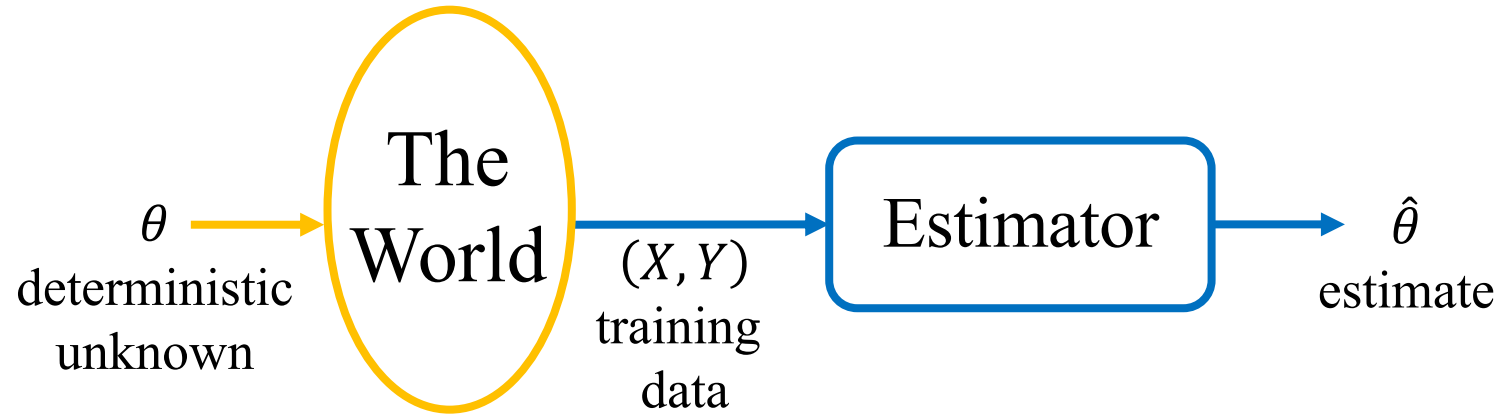 θ
deterministic
unknown
The
World
(X, Y)
training
data
Estimator
θ̂
estimate